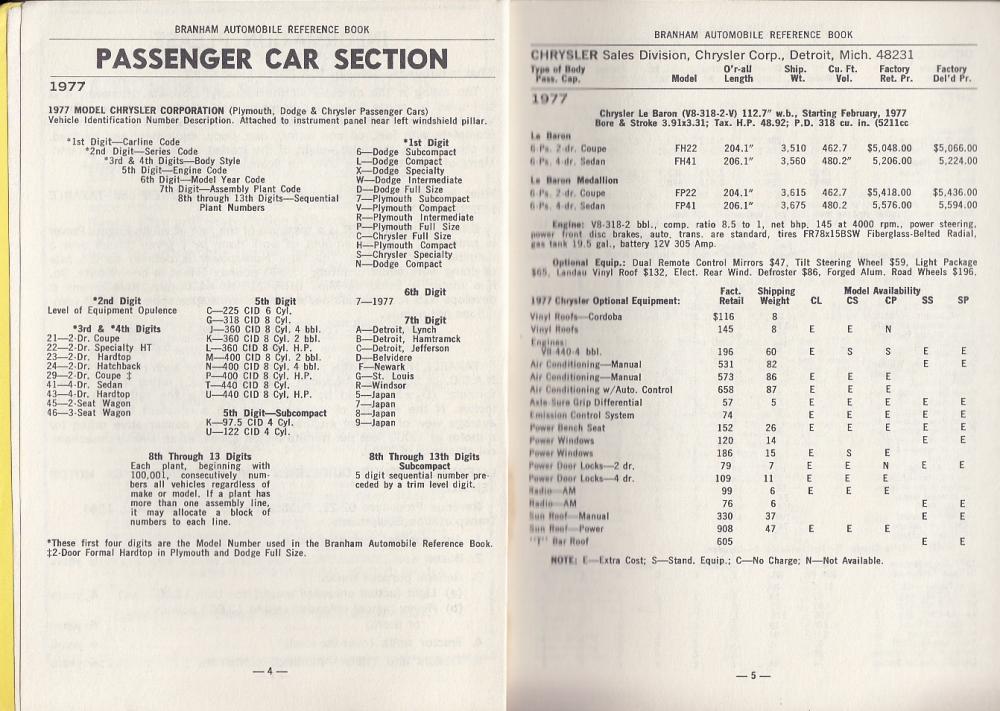 BRANHAM AUTOMOBILE REFERENCE BOOK
PASSENGER CAR SECTION
1977
1977 MODEL CHRYSLER CORPORATION (Plymouth, Dodge & Chrysler Passenger Cars)
Vehicle Identification Number Description. Attached to instrument panel near left windshield pillar.
*1st Digit—Carline Code
*2nd Digit—Series Code
*3rd & 4th Digits—Body Style
5th Digit—Engine Code
6th Digit—Model Year Code
7th Digit—Assembly Plant Code
8th through 13th Digits—Sequential
Plant Numbers
*1st Digit
6—Dodge Subcompact
L—Dodge Compact
X—Dodge Specialty
W—Dodge Intermediate
D—Dodge Full Size
7—Plymouth Subcompact
V—Plymouth Compact
R—Plymouth Intermediate
P—Plymouth Full Size
C—Chrysler Full Size
H—Plymouth Compact
S—Chrysler Specialty
N—Dodge Compact
*2nd Digit
Level of Equipment Opulence
*3rd & *4th Digits
21—2-Dr. Coupe
22—2-Dr. Specialty HT
23—2-Dr. Hardtop
24—2-Dr. Hatchback
29—2-Dr. Coupe ‡
41—4-Dr. Sedan
43—4-Dr. Hardtop
45—2-Seat Wagon
46—3-Seat Wagon
5th Digit
C—225 CID 6 Cyl.
G—318 CID 8 Cyl.
J—360 CID 8 Cyl. 4 bbl.
K—360 CID 8 Cyl. 2 bbl.
L—360 CID 8 Cyl. H.P.
M—400 CID 8 Cyl. 2 bbl.
N—400 CID 8 Cyl. 4 bbl.
P—400 CID 8 Cyl. H.P.
T—440 CID 8 Cyl.
U—440 CID 8 Cyl. H.P.
5th Digit—Subcompact
K—97.5 CID 4 Cyl.
U—122 CID 4 Cyl.
6th Digit
7—1977
7th Digit
A—Detroit, Lynch
B—Detroit, Hamtramck
C—Detroit, Jefferson
D—Belvidere
F—Newark
G—St. Louis
R—Windsor
5—Japan
7—Japan
8—Japan
9—Japan
8th Through 13 Digits
Each plant, beginning with
100,001, consecutively num-
bers all vehicles regardless of
make or model. If a plant has
more than one assembly line,
it may allocate a block of
numbers to each line.
8th Through 13th Digits
Subcompact
5 digit sequential number pre-
ceded by a trim level digit.
*These first four digits are the Model Number used in the Branham Automobile Reference Book.
‡2-Door Formal Hardtop in Plymouth and Dodge Full Size.
— 4 —
BRANHAM AUTOMOBILE REFERENCE BOOK
CHRYSLER Sales Division, Chrysler Corp., Detroit, Mich. 48231
Type of Body O'r-all Ship. Cu. Ft. Factory Factory
Pass. Cap. Model Length Wt. Vol. Ret. Pr. Del'd Pr.
1977
Chrysler Le Baron (V8-318-2-V) 112.7" w.b., Starting February, 1977
Bore & Stroke 3.91x3.31; Tax. H.P. 48.92; P.D. 318 cu. in. (5211cc
Le Baron
6 Ps. 2-dr. Coupe FH22 204.1" 3,510 462.7 $5,048.00 $5,066.00
6 Ps. 4-dr. Sedan FH41 206.1" 3,560 480.2" 5,206.00 5,224.00
Le Baron Medallion
6 Ps. 2-dr. Coupe FP22 204.1" 3,615 462.7 $5,418.00 $5,436.00
6 Ps. 4-dr. Sedan FP41 206.1" 3,675 480.2 5,576.00 5,594.00
Engine: V8-318-2 bbl., comp. ratio 8.5 to 1, net bhp. 145 at 4000 rpm., power steering,
power front disc brakes, auto, trans. are standard, tires FR78x15BSW Fiberglass-Belted Radial,
gas tank 19.5 gal., battery 12V 305 Amp.
Optional Equip.: Dual Remote Control Mirrors $47, Tilt Steering Wheel $59, Light Package
$65, Landau Vinyl Roof $132, Elect. Rear Wind. Defroster $86, Forged Alum. Road Wheels $196.
Fact. Shipping Model Availability
1977 Chrysler Optional Equipment: Retail Weight CL CS CP SS SP
Vinyl Roofs—Cordoba $116 8
Vinyl Roofs 145 8 E E N
Engines:
V8 440-4 bbl. 196 60 E S S E E
Air Conditioning—Manual 531 82 E E
Air Conditioning—Manual 573 86 E E E
Air Conditioning w/Auto. Control 658 87 E E E
Axle Sure Grip Differential 57 5 E E E E E
Emission Control System 74 E E E E E
Power Bench Seat 152 26 E E E E E
Power Windows 120 14 E E
Power Windows 186 15 E S E
Power Door Locks—2 dr. 79 7 E E N E E
Power Door Locks—4 dr. 109 11 E E E
Radio—AM 99 6 E E E
Radio—AM 76 6 E E
Sun Roof—Manual 330 37 E E
Sun Roof—Power 908 47 E E E E E
"T" Bar Roof 605 E E
NOTE: E—Extra Cost; S—Stand. Equip.; C—No Charge; N—Not Available.
— 5 —